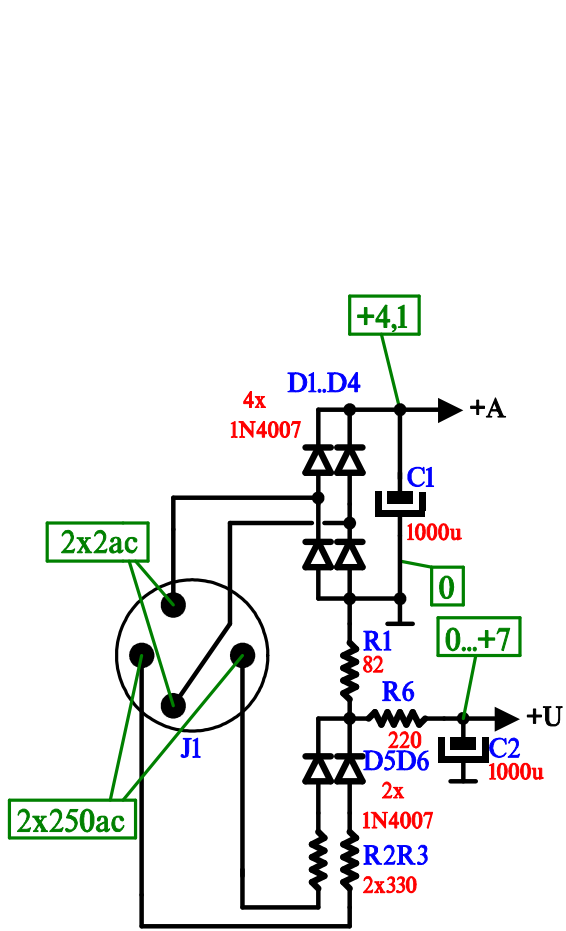 +4,1
D1..D4
4x
1N4007
+A
C1
1000u
2x2ac
0
0...+7
R1
82
R6
220
+U
J1
D5D6
C2
1000u
2x
1N4007
2x250ac
R2R3
2x330